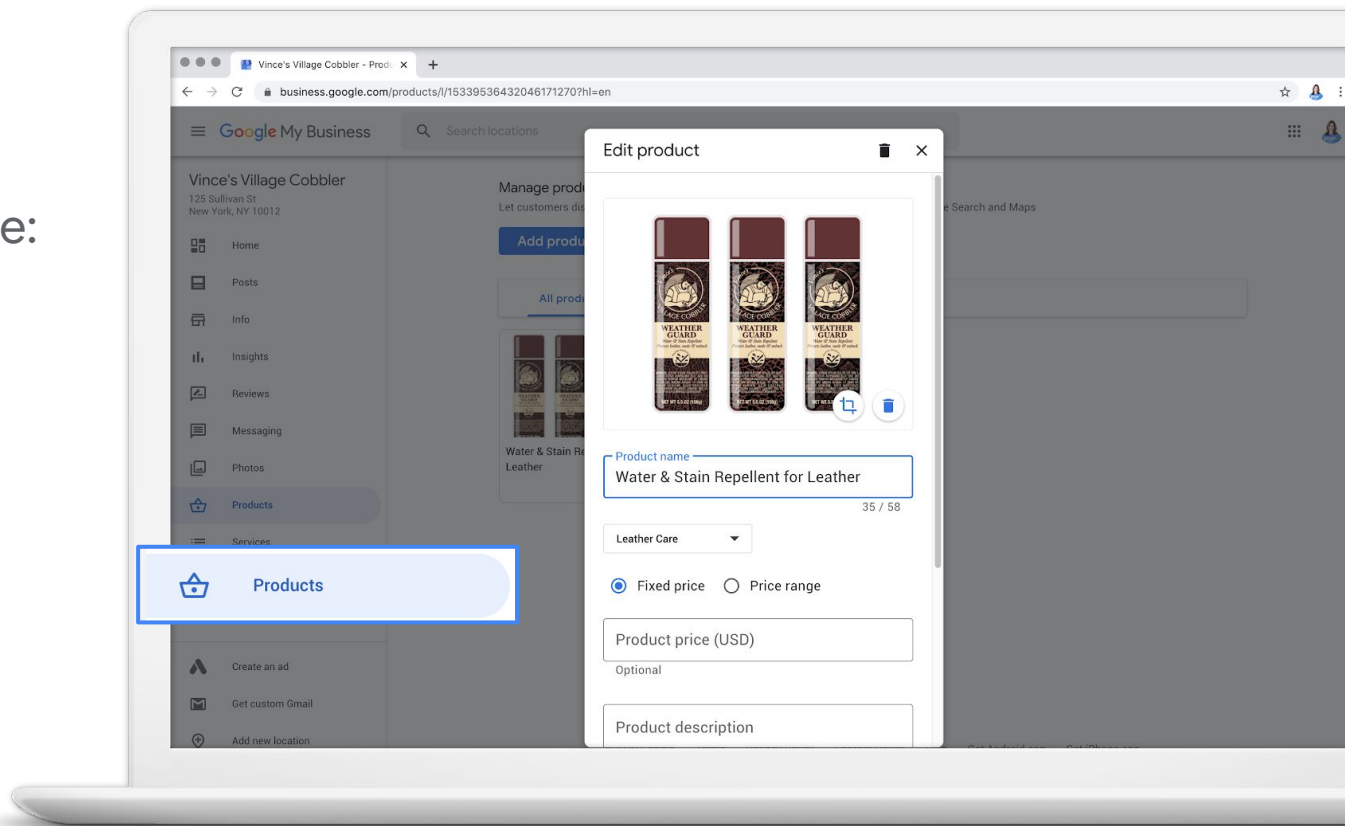 e:
Vince's Village Cobbler - Produ
business.google.com/products/l/15339536432046171270?hl=en
Google My Business
Search locations
Vince's Village Cobbler
125 Sullivan St
New York, NY 10012
Home
Posts
Info
Insights
Reviews
Messaging
Photos
Products
Services
Products
Create an ad
Get custom Gmail
Add new location
Manage produ
Let customers dis
e Search and Maps
Add produ
All produ
Water & Stain Re
Leather
Edit product
WEATHER GUARD
WEATHER GUARD
WEATHER GUARD
Product name
Water & Stain Repellent for Leather
35 / 58
Leather Care
Fixed price
Price range
Product price (USD)
Optional
Product description